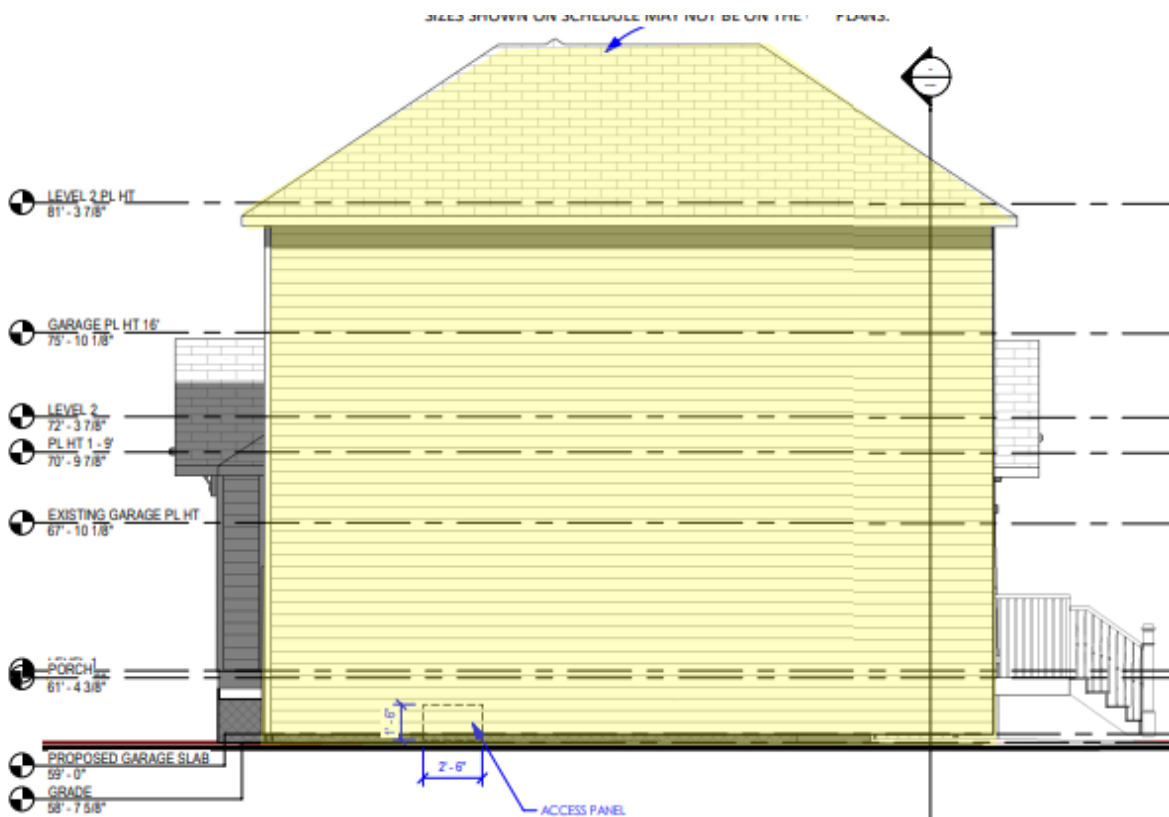 SIZES SHOWN ON SCHEDULE MAY NOT BE ON THE PLANS.
LEVEL 2 PL HT
81' - 3 7/8"
GARAGE PL HT 16'
75' - 10 1/8"
LEVEL 2
72' - 3 7/8"
PL HT 1 - 9'
70' - 9 7/8"
EXISTING GARAGE PL HT
67' - 10 1/8"
LEVEL 1
PORCH
61' - 4 3/8"
1' - 6"
PROPOSED GARAGE SLAB
59' - 0"
2' - 6"
GRADE
58' - 7 5/8"
ACCESS PANEL